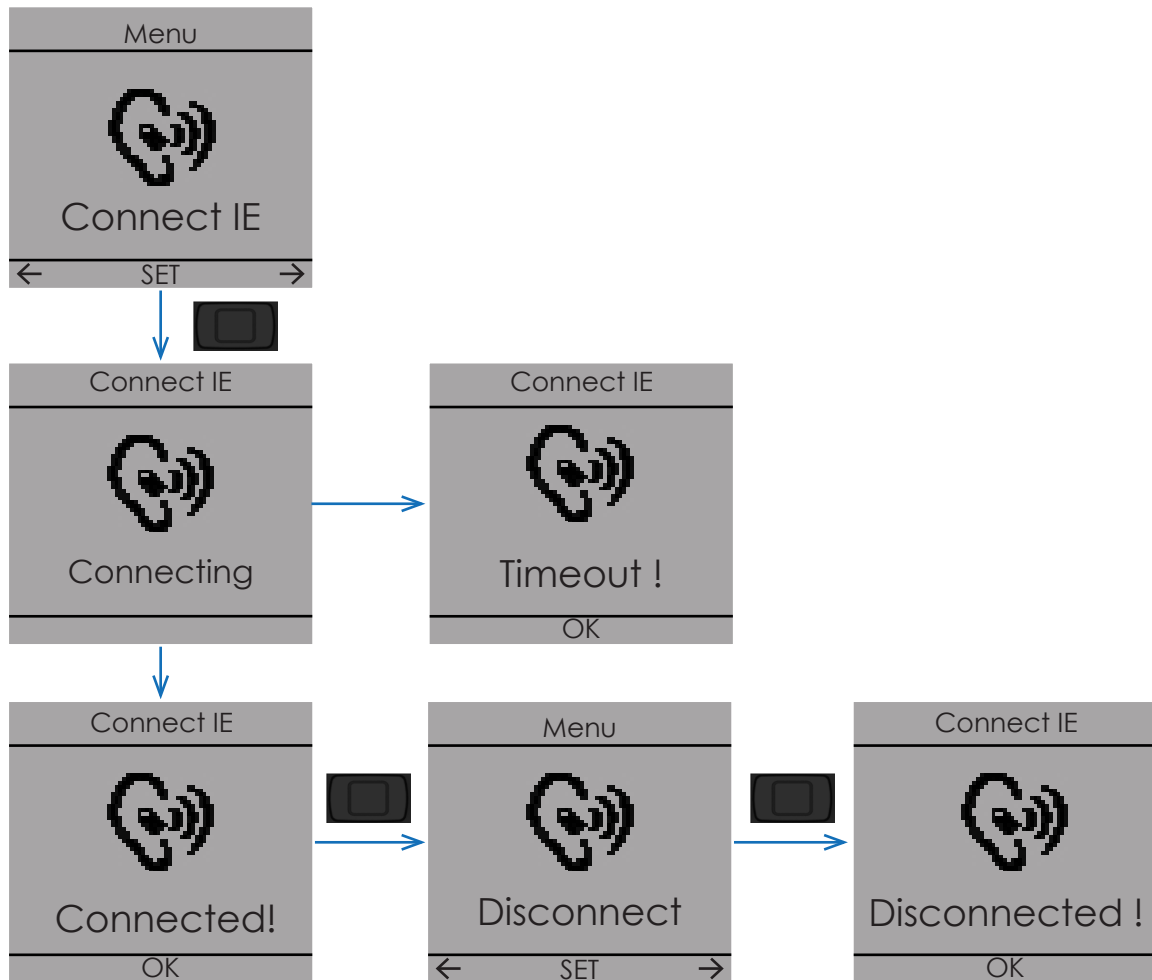 Menu
Connect IE
← SET →
Connect IE
Connecting
Connect IE
Timeout !
OK
Connect IE
Connected!
OK
Menu
Disconnect
← SET →
Connect IE
Disconnected !
OK